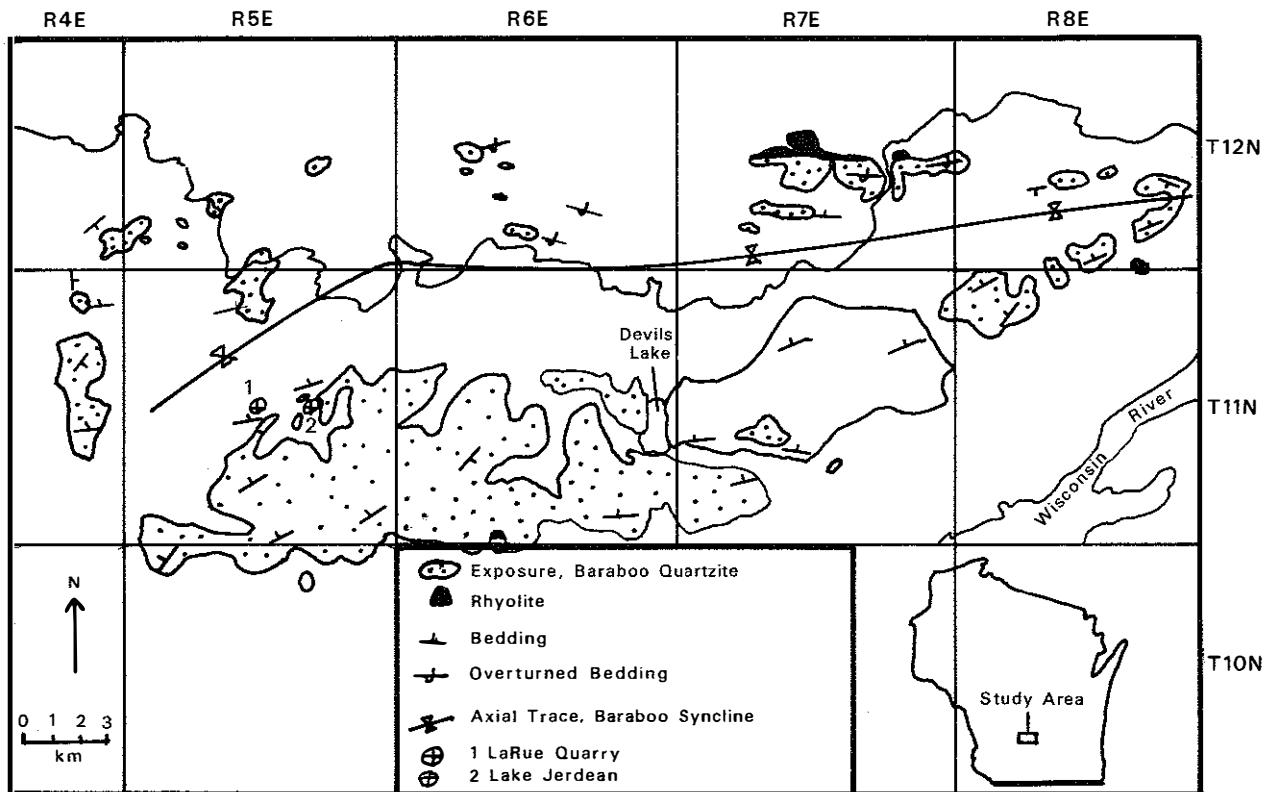 R4E R5E R6E R7E R8E
T12N
Devils
Lake
1
2
T11N
Wisconsin River
N
0 1 2 3
km
Exposure, Baraboo Quartzite
Rhyolite
Bedding
Overturned Bedding
Axial Trace, Baraboo Syncline
1 LaRue Quarry
2 Lake Jerdean
Study Area
T10N